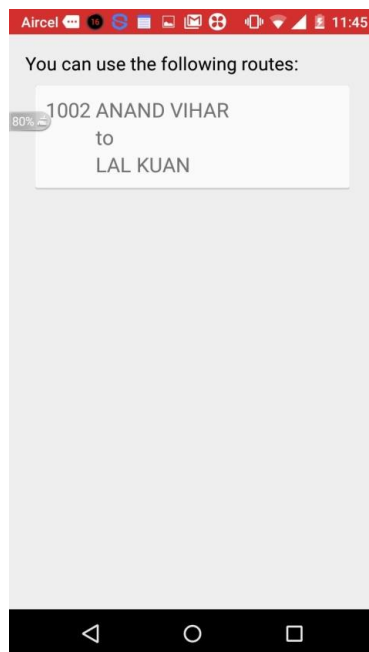 Aircel 16 11:45
You can use the following routes:
80%
1002 ANAND VIHAR
to
LAL KUAN